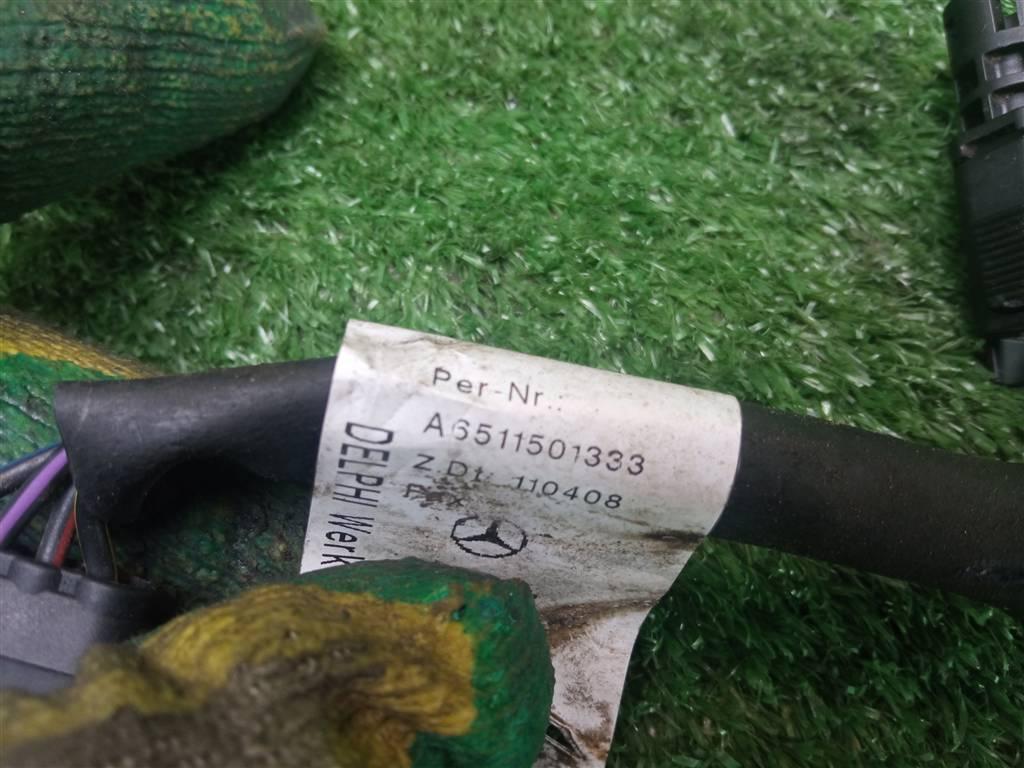 Per-Nr.:
A6511501333
Z Dt: 110408
DELPHI Werk